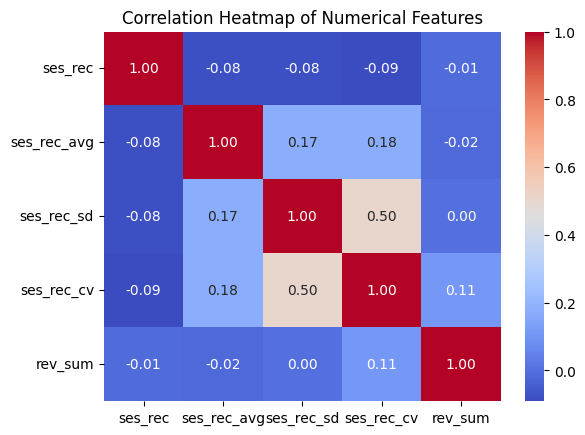 Correlation Heatmap of Numerical Features
ses_rec 1.00 -0.08 -0.08 -0.09 -0.01
ses_rec_avg -0.08 1.00 0.17 0.18 -0.02
ses_rec_sd -0.08 0.17 1.00 0.50 0.00
ses_rec_cv -0.09 0.18 0.50 1.00 0.11
rev_sum -0.01 -0.02 0.00 0.11 1.00
ses_rec ses_rec_avg ses_rec_sd ses_rec_cv rev_sum
1.0
0.8
0.6
0.4
0.2
0.0